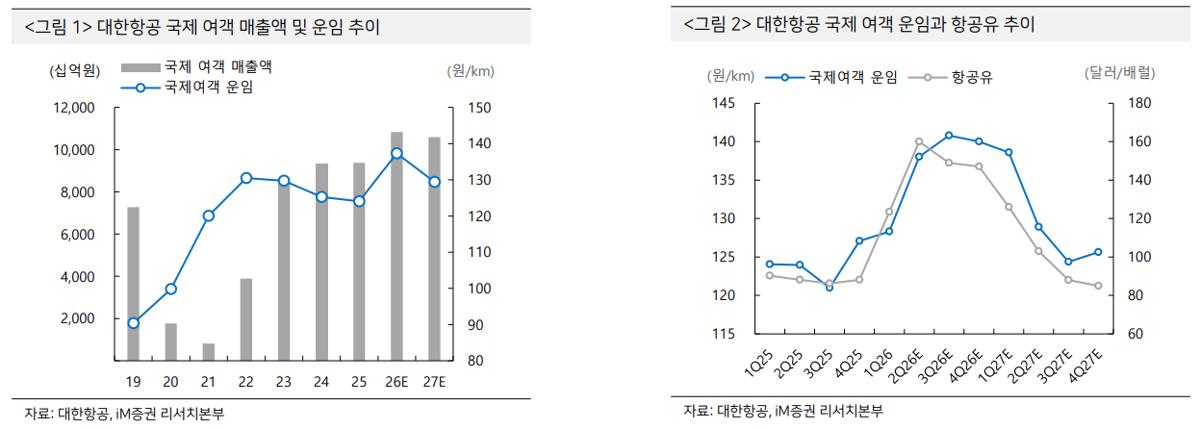 <그림 1> 대한항공 국제 여객 매출액 및 운임 추이
(십억원)
국제 여객 매출액
국제여객 운임
(원/km)
12,000
10,000
8,000
6,000
4,000
2,000
150
140
130
120
110
100
90
80
19 20 21 22 23 24 25 26E 27E
자료: 대한항공, iM증권 리서치본부
<그림 2> 대한항공 국제 여객 운임과 항공유 추이
(원/km) 국제여객 운임 항공유 (달러/배럴)
145
140
135
130
125
120
115
180
160
140
120
100
80
60
1Q25 2Q25 3Q25 4Q25 1Q26 2Q26E 3Q26E 4Q26E 1Q27E 2Q27E 3Q27E 4Q27E
자료: 대한항공, iM증권 리서치본부